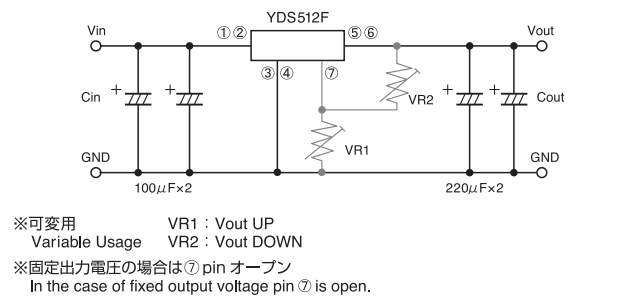 YDS512F
Vin
①②
⑤⑥
Vout
③④
⑦
+
+
Cin
VR2
+
+
Cout
VR1
GND
GND
100μF×2
220μF×2
※可変用 VR1：Vout UP
Variable Usage VR2：Vout DOWN
※固定出力電圧の場合は⑦pin オープン
In the case of fixed output voltage pin ⑦ is open.